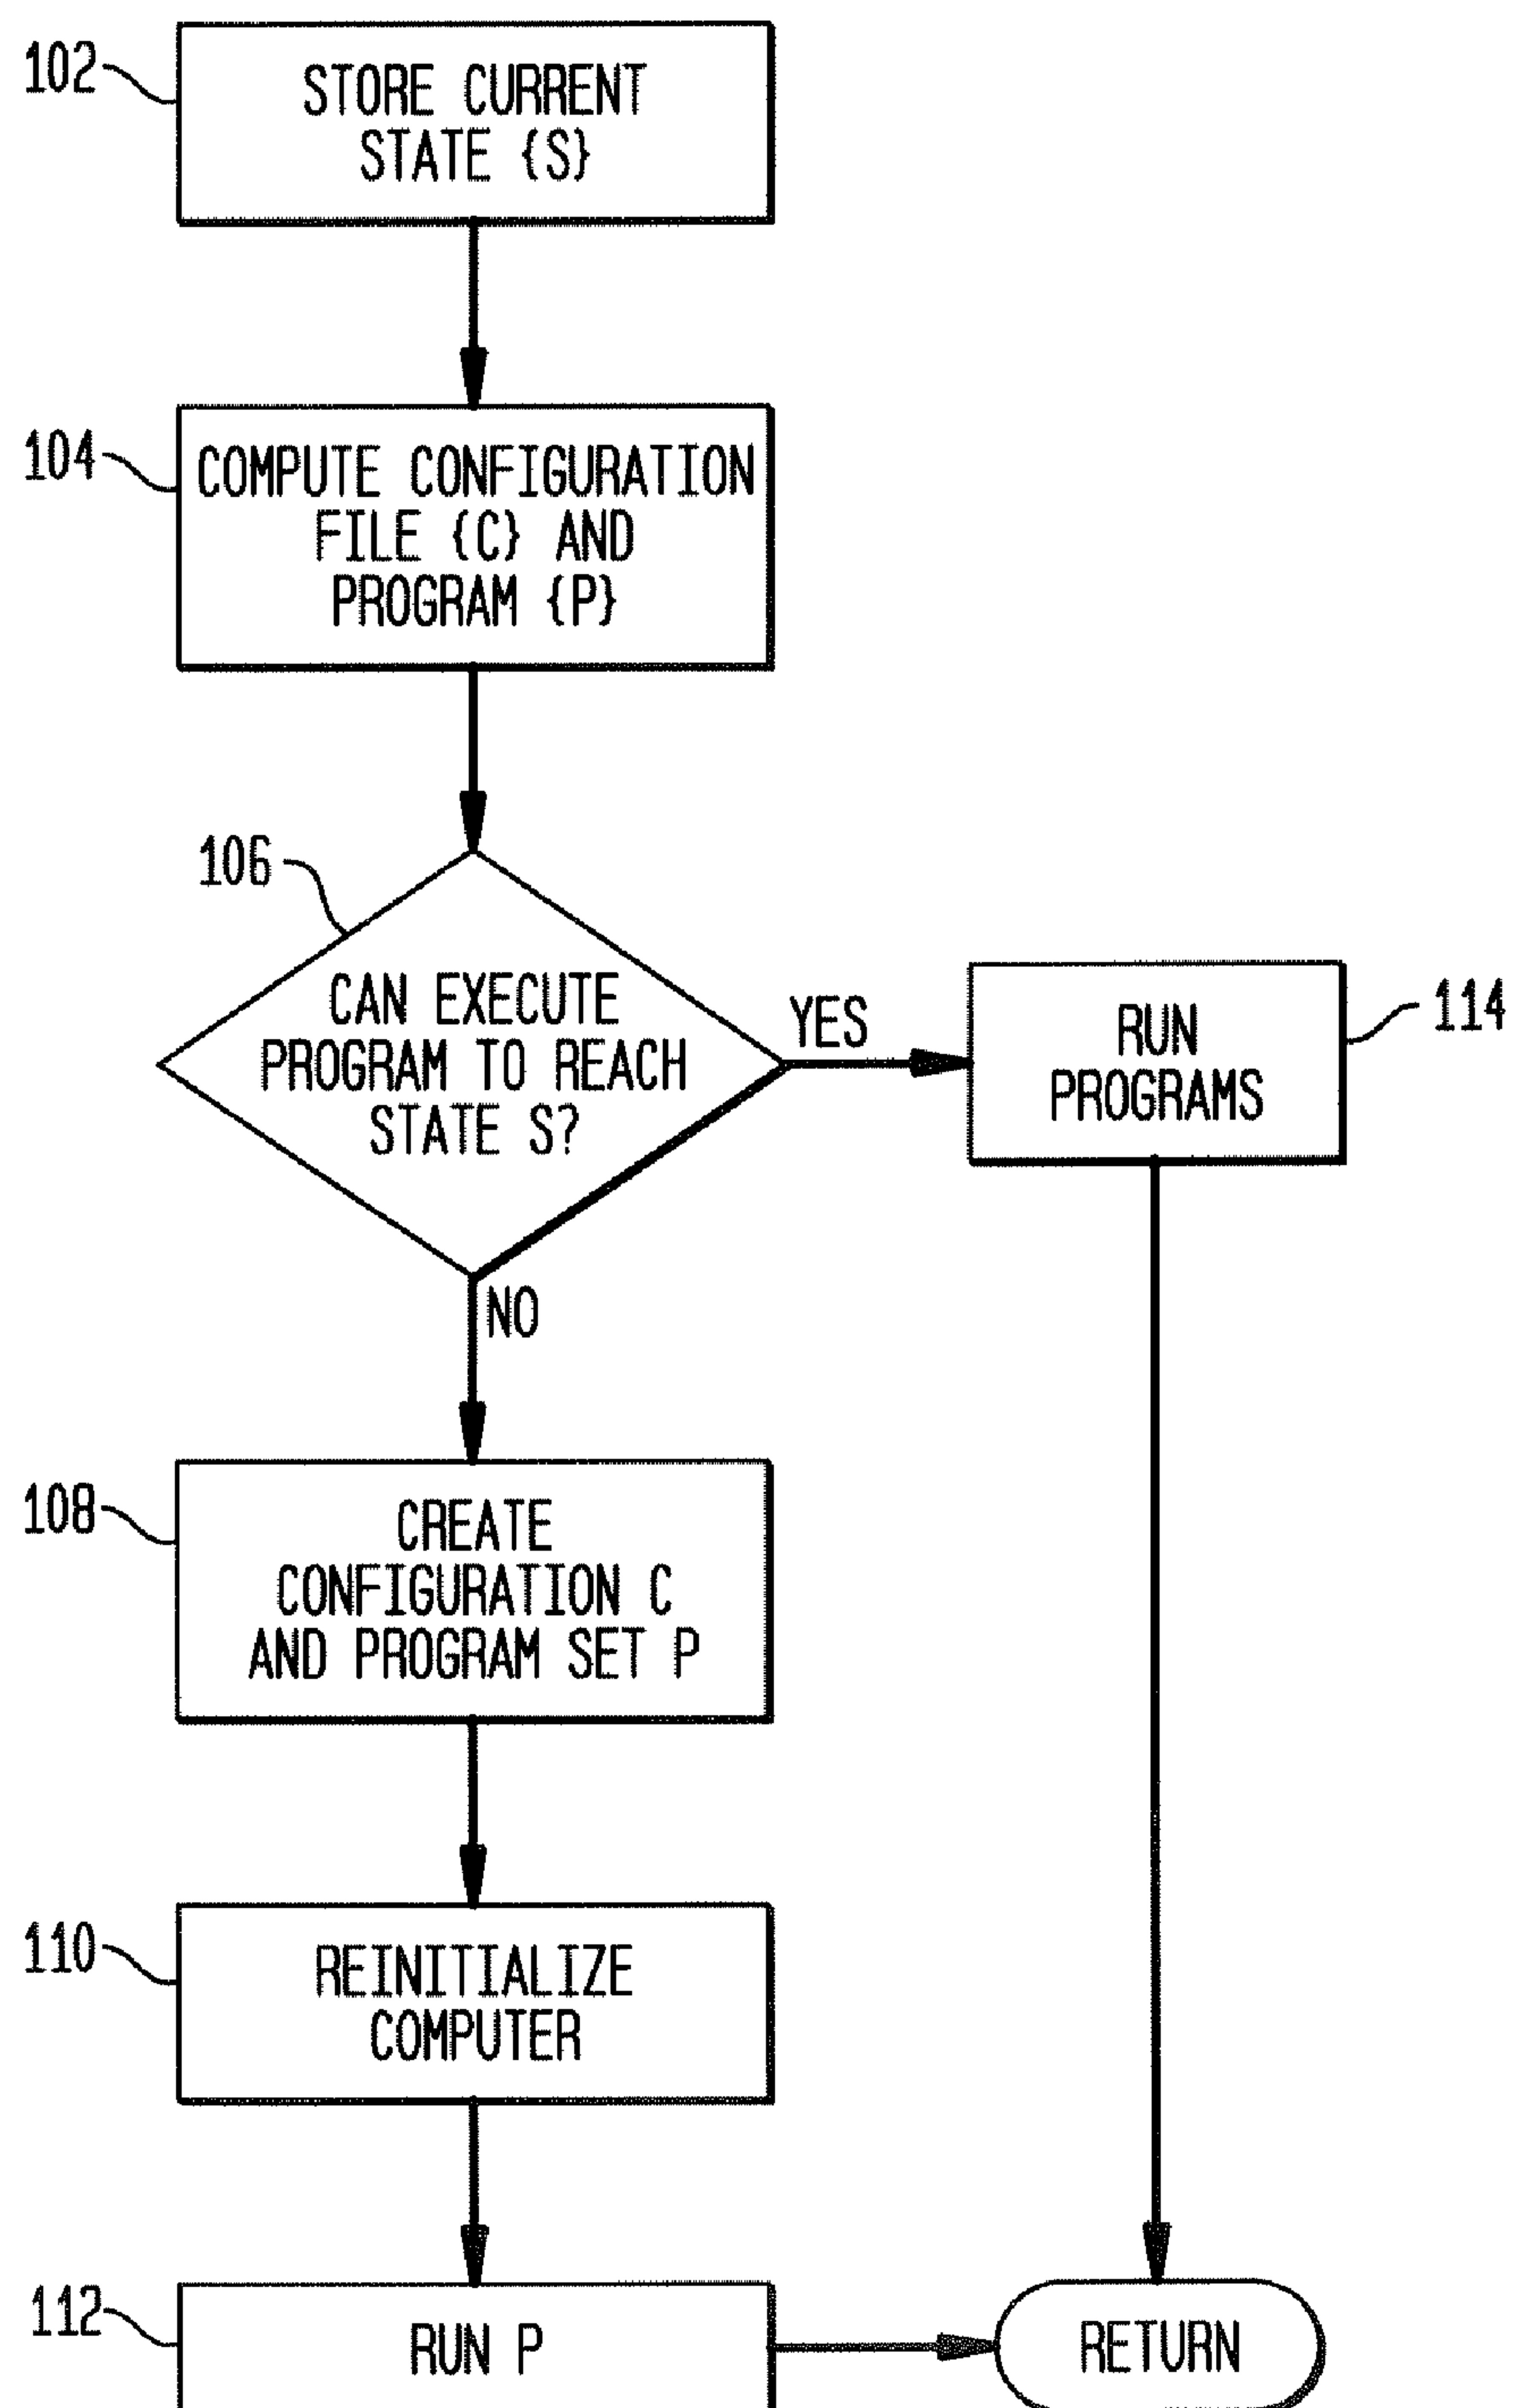 102
STORE CURRENT
STATE {S}
104
COMPUTE CONFIGURATION
FILE {C} AND
PROGRAM {P}
106
CAN EXECUTE
PROGRAM TO REACH
STATE S?
YES
RUN
PROGRAMS
114
NO
108
CREATE
CONFIGURATION C
AND PROGRAM SET P
110
REINITIALIZE
COMPUTER
112
RUN P
RETURN